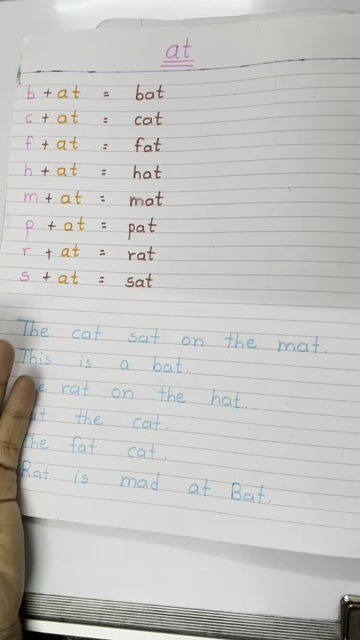 at
b + at = bat
c + at = cat
f + at = fat
h + at = hat
m + at = mat
p + at = pat
r + at = rat
s + at = sat
The cat sat on the mat.
This is a bat.
rat on the hat.
the cat.
The fat cat.
Rat is mad at Bat.